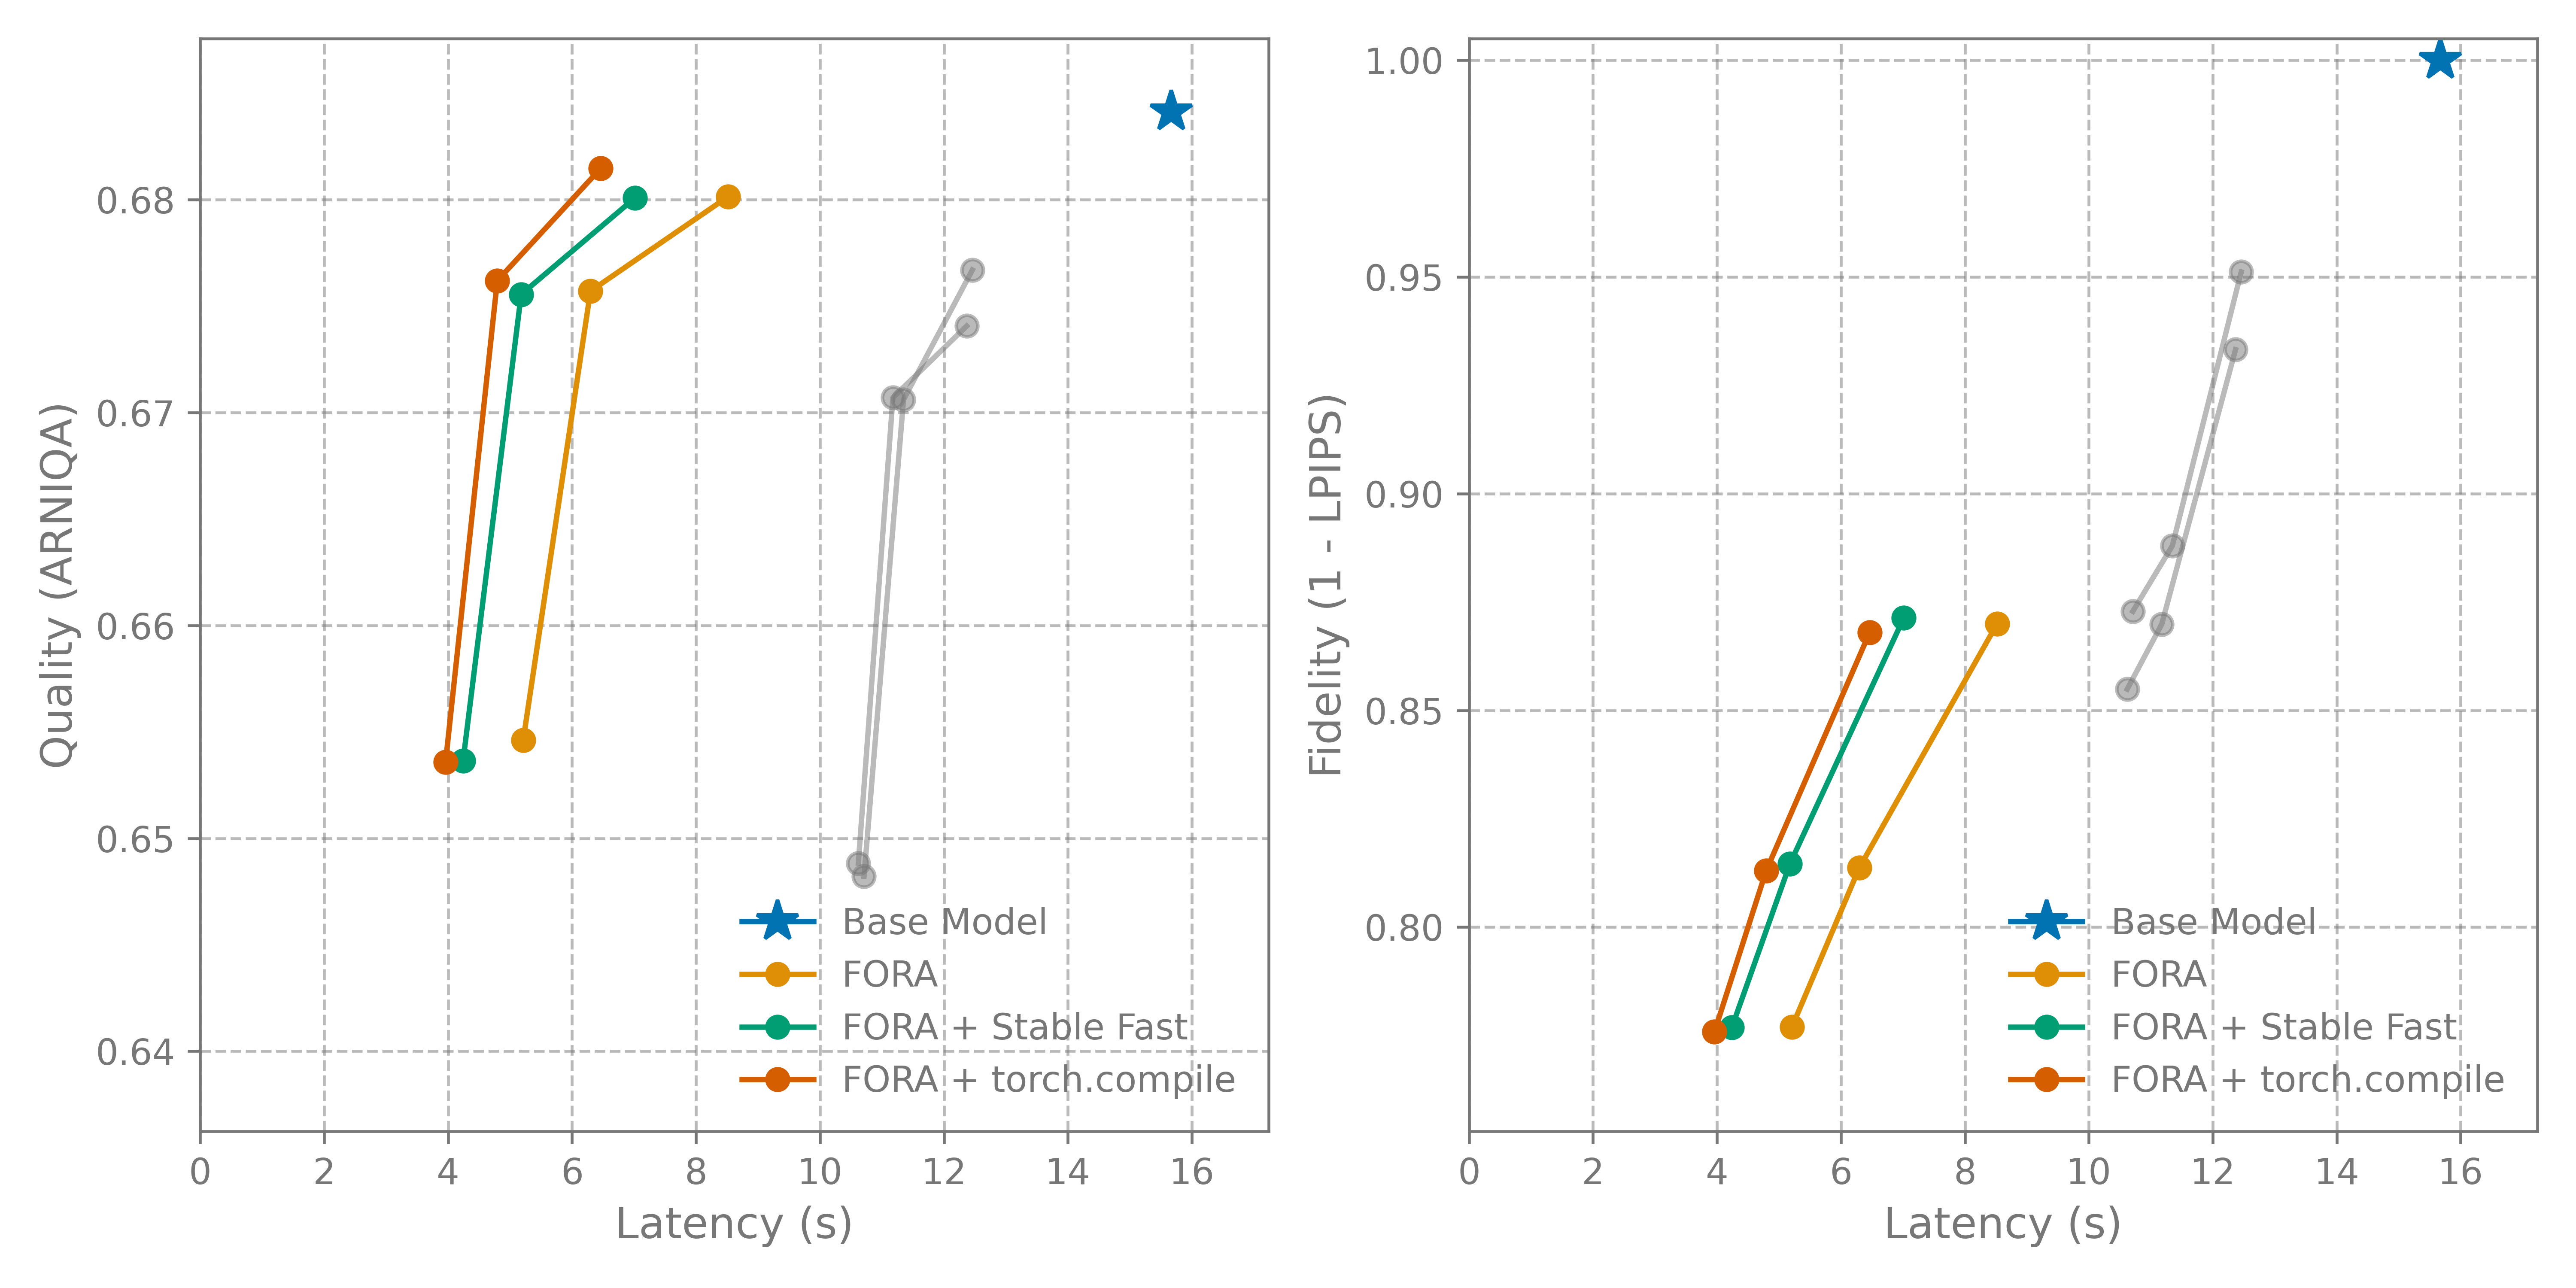 Quality (ARNIQA)
0.68
0.67
0.66
0.65
0.64
0 2 4 6 8 10 12 14 16
Latency (s)
Base Model
FORA
FORA + Stable Fast
FORA + torch.compile
Fidelity (1 - LPIPS)
1.00
0.95
0.90
0.85
0.80
0 2 4 6 8 10 12 14 16
Latency (s)
Base Model
FORA
FORA + Stable Fast
FORA + torch.compile